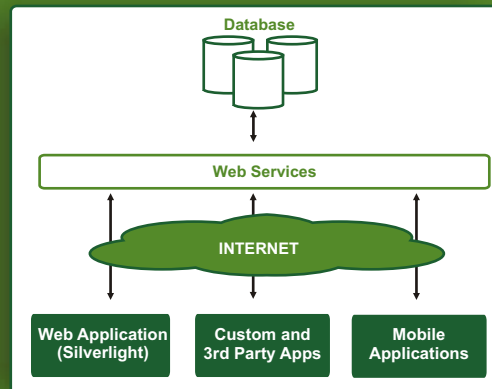 Database
Web Services
INTERNET
Web Application
(Silverlight)
Custom and
3rd Party Apps
Mobile
Applications